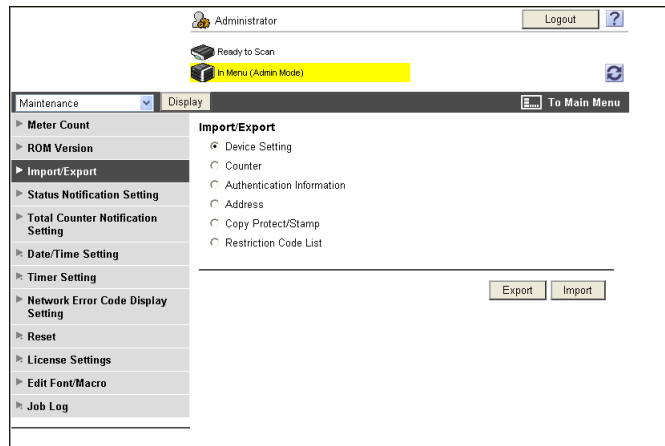 Administrator
Logout
?
Ready to Scan
In Menu (Admin Mode)
Maintenance
Display
To Main Menu
Meter Count
ROM Version
Import/Export
Status Notification Setting
Total Counter Notification
Setting
Date/Time Setting
Timer Setting
Network Error Code Display
Setting
Reset
License Settings
Edit Font/Macro
Job Log
Import/Export
Device Setting
Counter
Authentication Information
Address
Copy Protect/Stamp
Restriction Code List
Export
Import